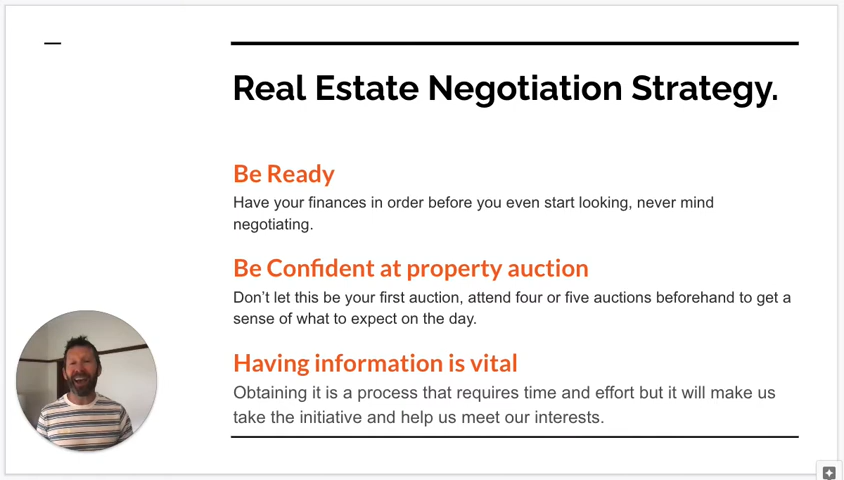 Real Estate Negotiation Strategy.
Be Ready
Have your finances in order before you even start looking, never mind
negotiating.
Be Confident at property auction
Don’t let this be your first auction, attend four or five auctions beforehand to get a
sense of what to expect on the day.
Having information is vital
Obtaining it is a process that requires time and effort but it will make us
take the initiative and help us meet our interests.